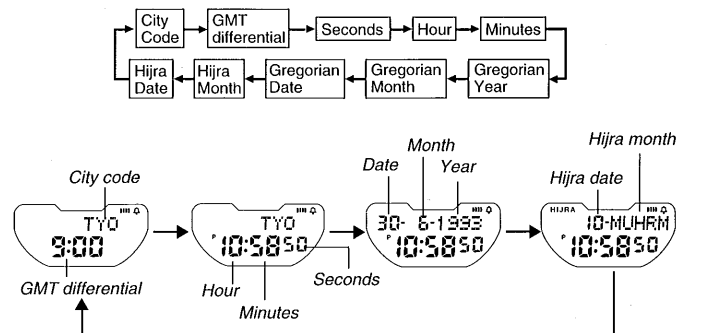 City Code
GMT differential
Seconds
Hour
Minutes
Hijra Date
Hijra Month
Gregorian Date
Gregorian Month
Gregorian Year
City code
TYO
9:00
GMT differential
TYO
P 10:58 50
Hour
Minutes
Seconds
Date
Month
Year
30- 6-1993
P 10:58 50
Hijra month
Hijra date
HIJRA
10-MUHRM
P 10:58 50